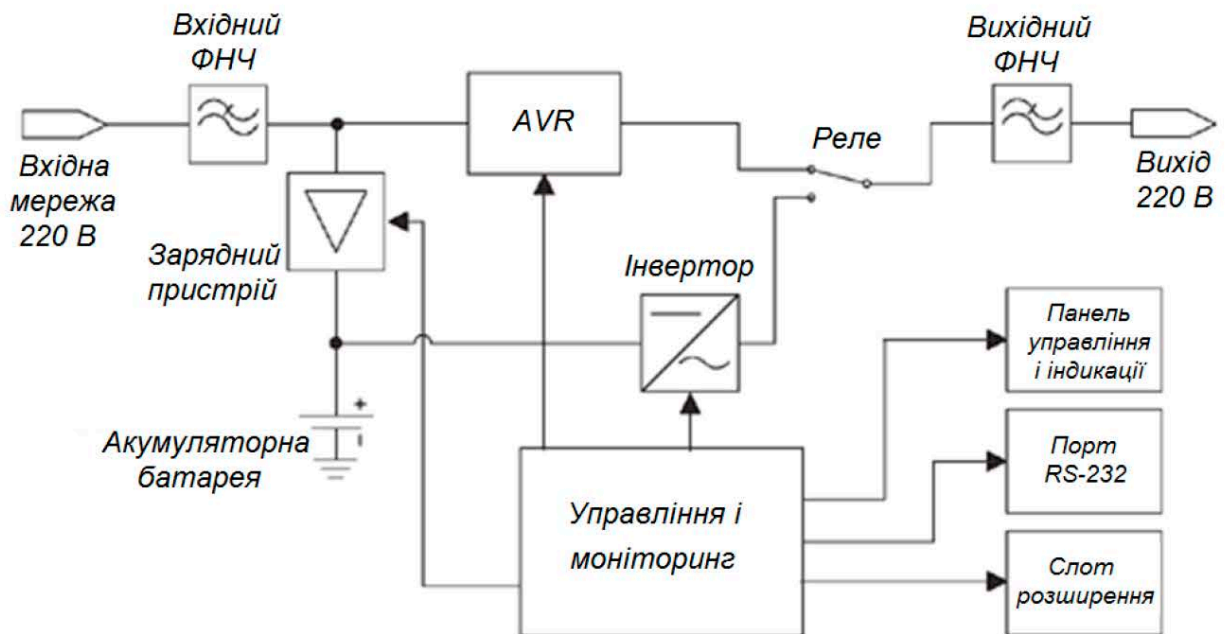 Вхідний
ФНЧ
Вихідний
ФНЧ
AVR
Реле
Вхідна
мережа
220 В
Вихід
220 В
Зарядний
пристрій
Інвертор
Панель
управління
і індикації
+
-
Акумуляторна
батарея
Порт
RS-232
Управління і
моніторинг
Слот
розширення